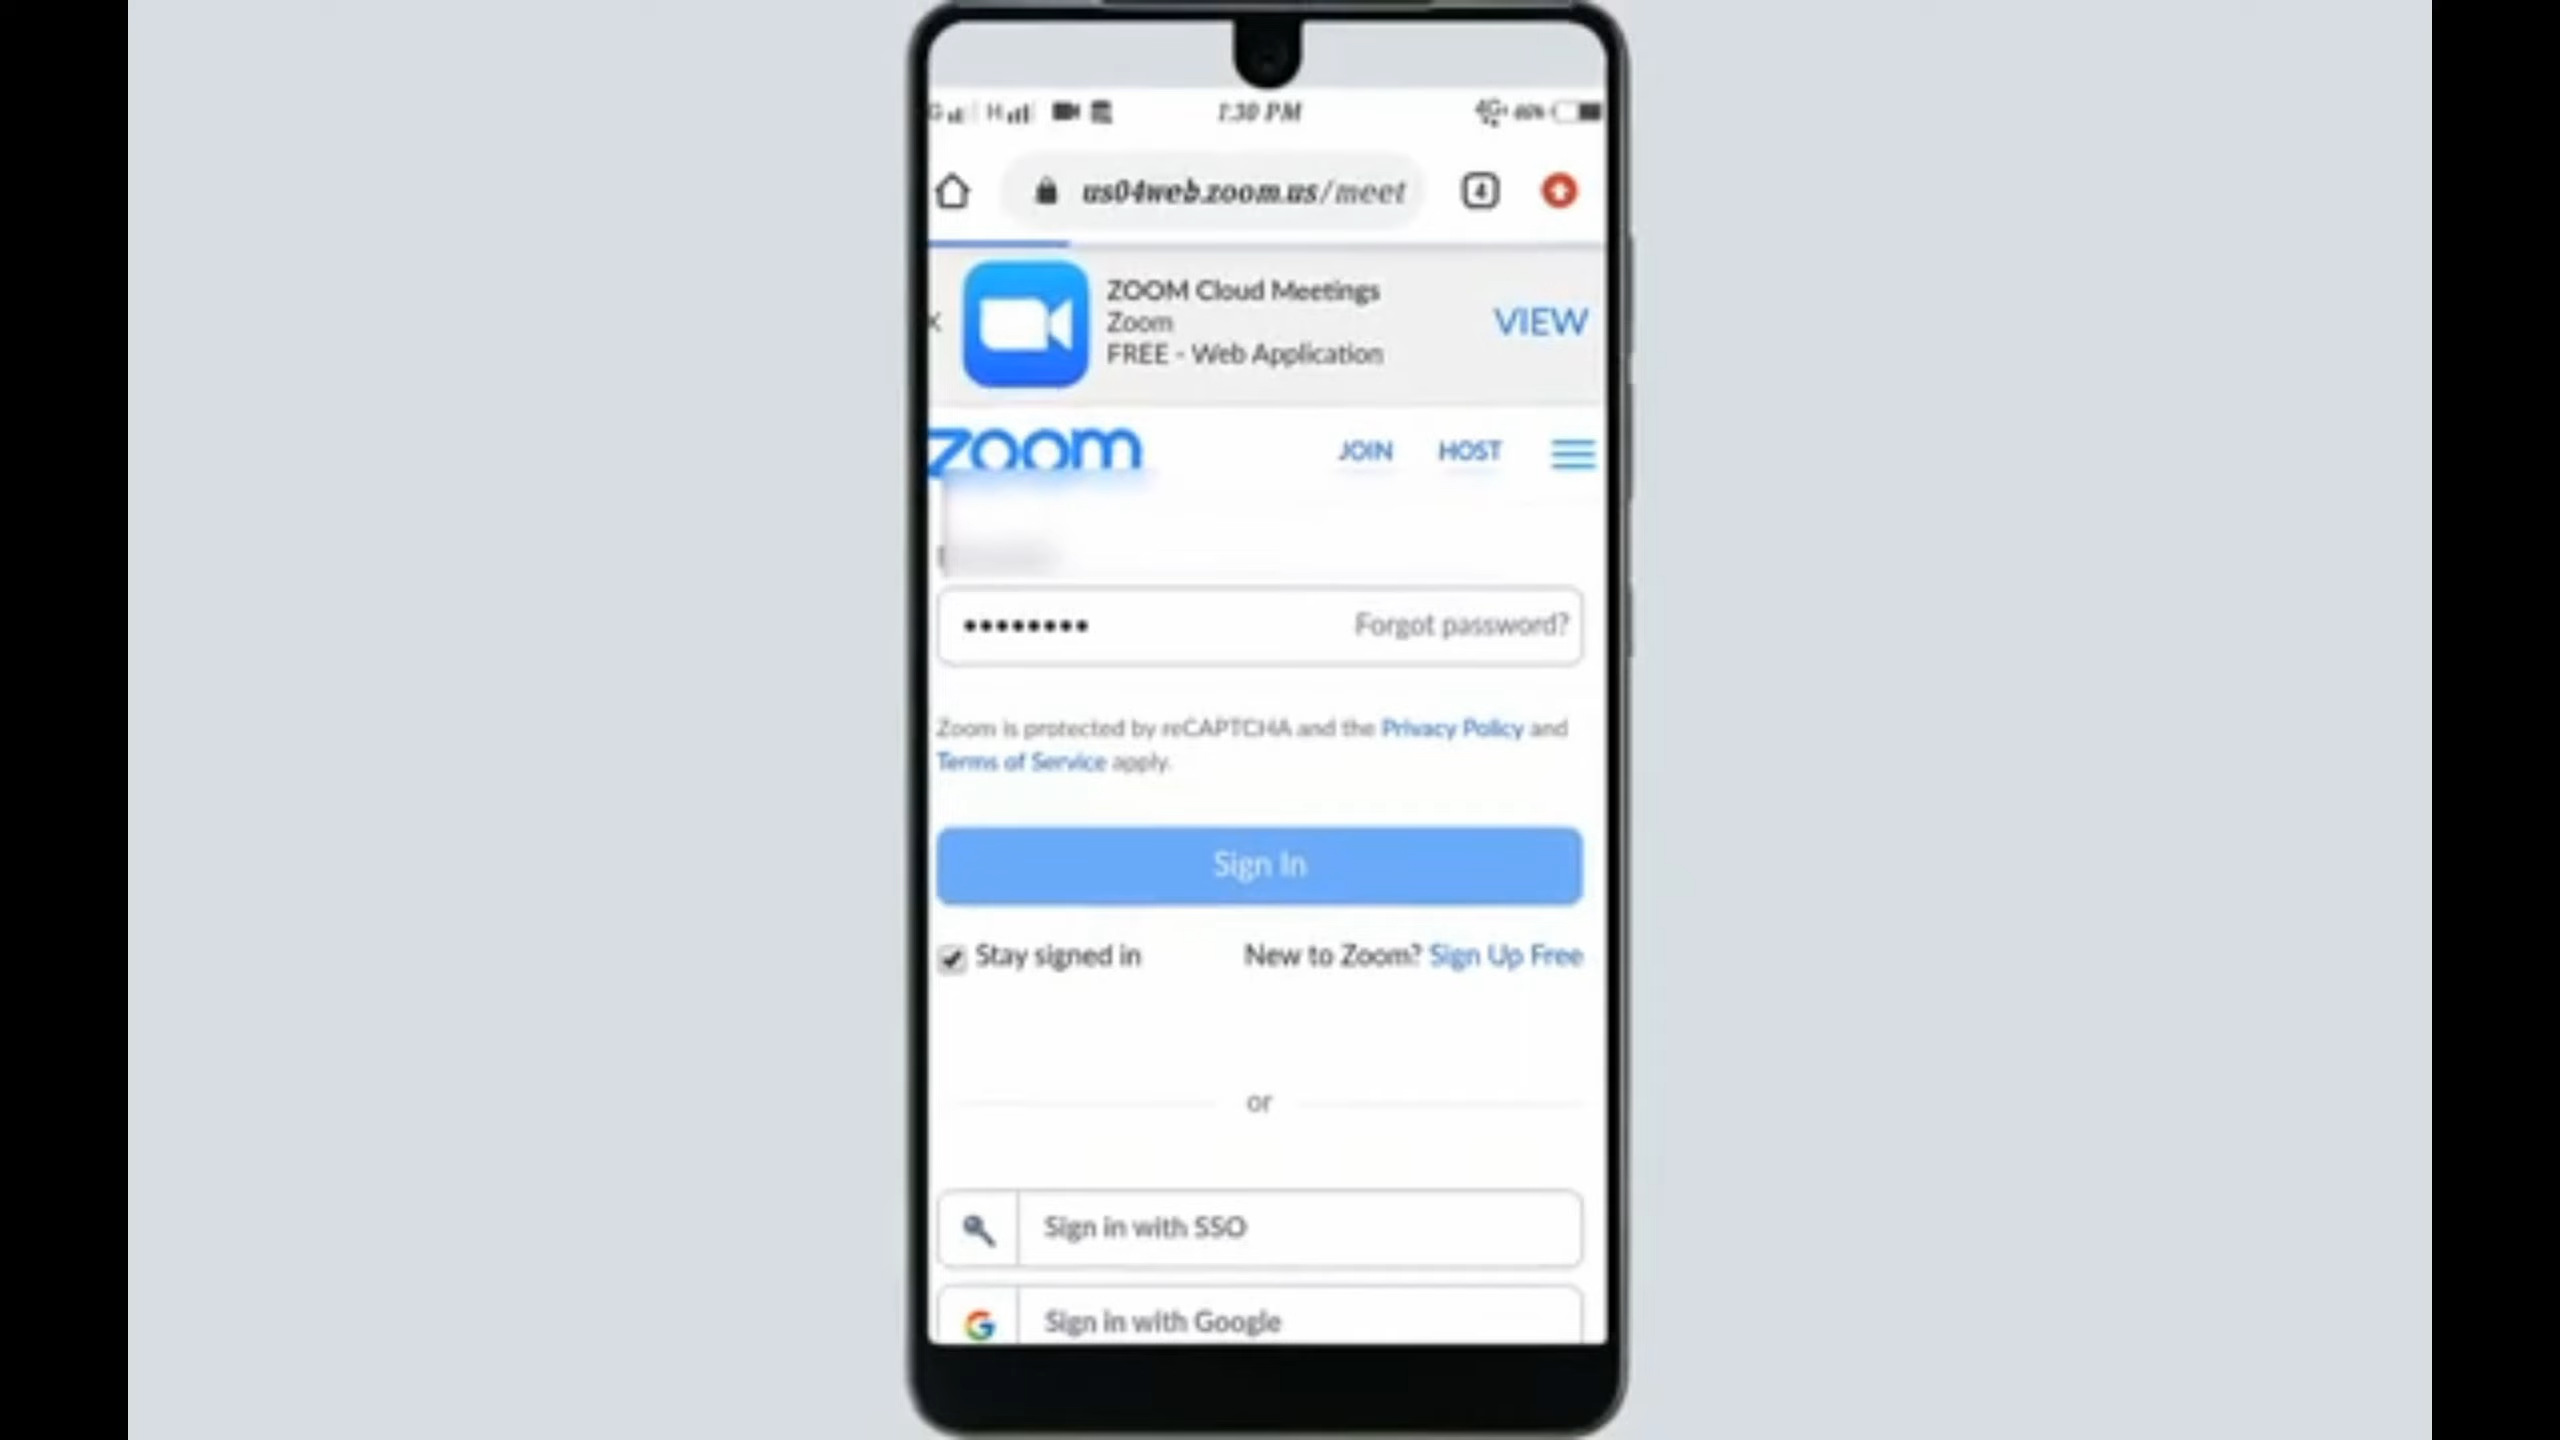 G H 1:30 PM 4G+
us04web.zoom.us/meet 4
ZOOM Cloud Meetings
Zoom
FREE - Web Application
VIEW
zoom JOIN HOST
•••••••• Forgot password?
Zoom is protected by reCAPTCHA and the Privacy Policy and
Terms of Service apply.
Sign In
Stay signed in New to Zoom? Sign Up Free
or
Sign in with SSO
G Sign in with Google